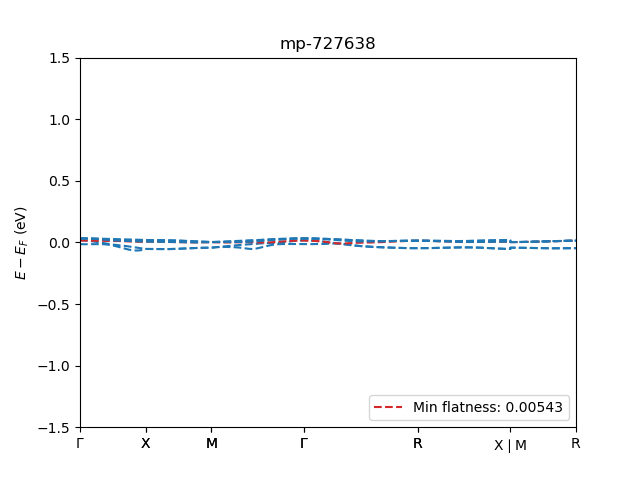 mp-727638
1.5
1.0
0.5
0.0
−0.5
−1.0
−1.5
E − E_F (eV)
Min flatness: 0.00543
Γ X M Γ R X | M R